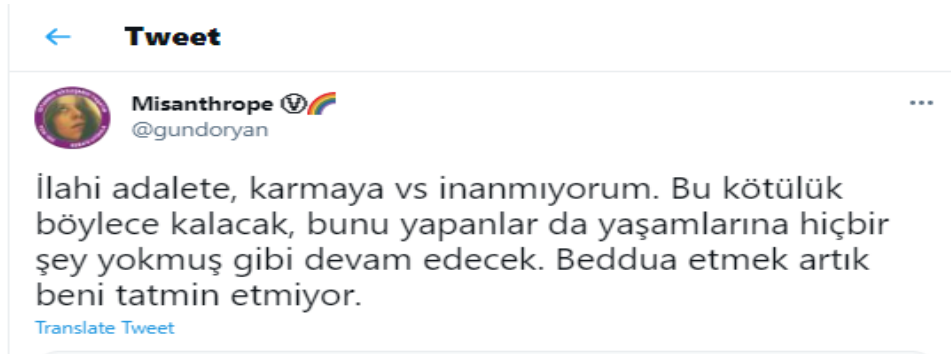 Tweet
Misanthrope Ⓥ🌈
@gundoryan
İlahi adalete, karmaya vs inanmıyorum. Bu kötülük
böylece kalacak, bunu yapanlar da yaşamlarına hiçbir
şey yokmuş gibi devam edecek. Beddua etmek artık
beni tatmin etmiyor.
Translate Tweet